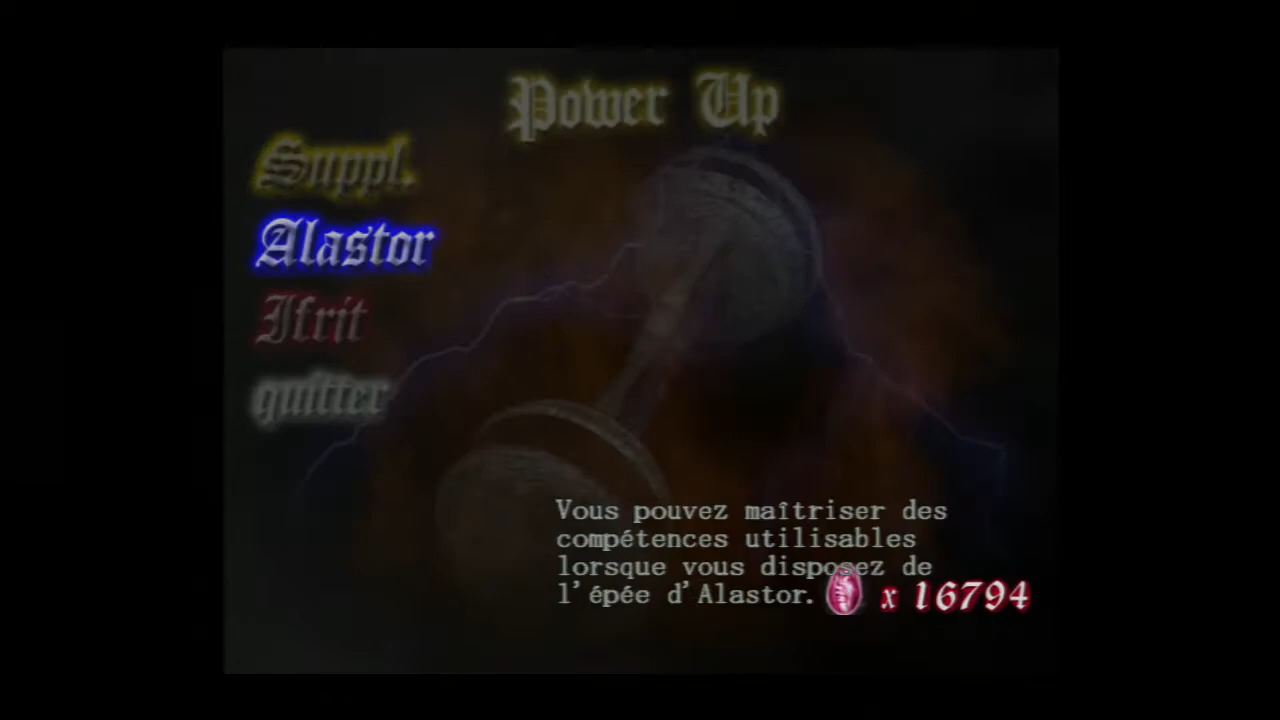 Power Up
Suppl.
Alastor
Ifrit
quitter
Vous pouvez maîtriser des
compétences utilisables
lorsque vous disposez de
l'épée d'Alastor.
x 16794